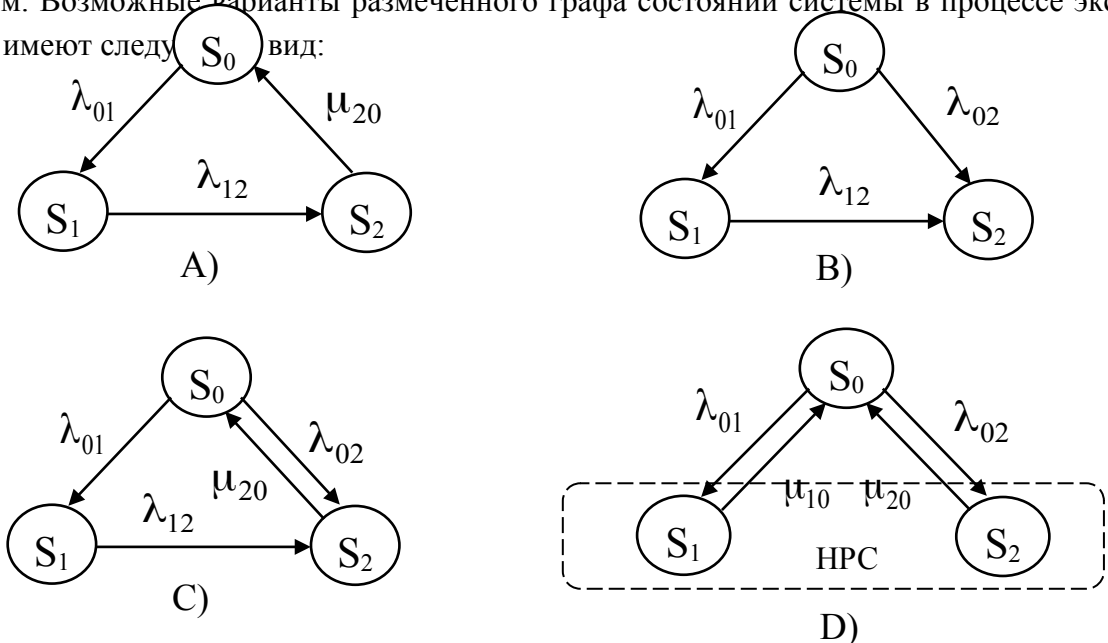 м. Возможные варианты размеченного графа состояний системы в процессе экс
имеют следу вид:
S₀
λ₀₁
μ₂₀
λ₁₂
S₁
S₂
A)
S₀
λ₀₁
λ₀₂
λ₁₂
S₁
S₂
B)
S₀
λ₀₁
λ₀₂
μ₂₀
λ₁₂
S₁
S₂
C)
S₀
λ₀₁
λ₀₂
μ₁₀ μ₂₀
S₁
S₂
НРС
D)